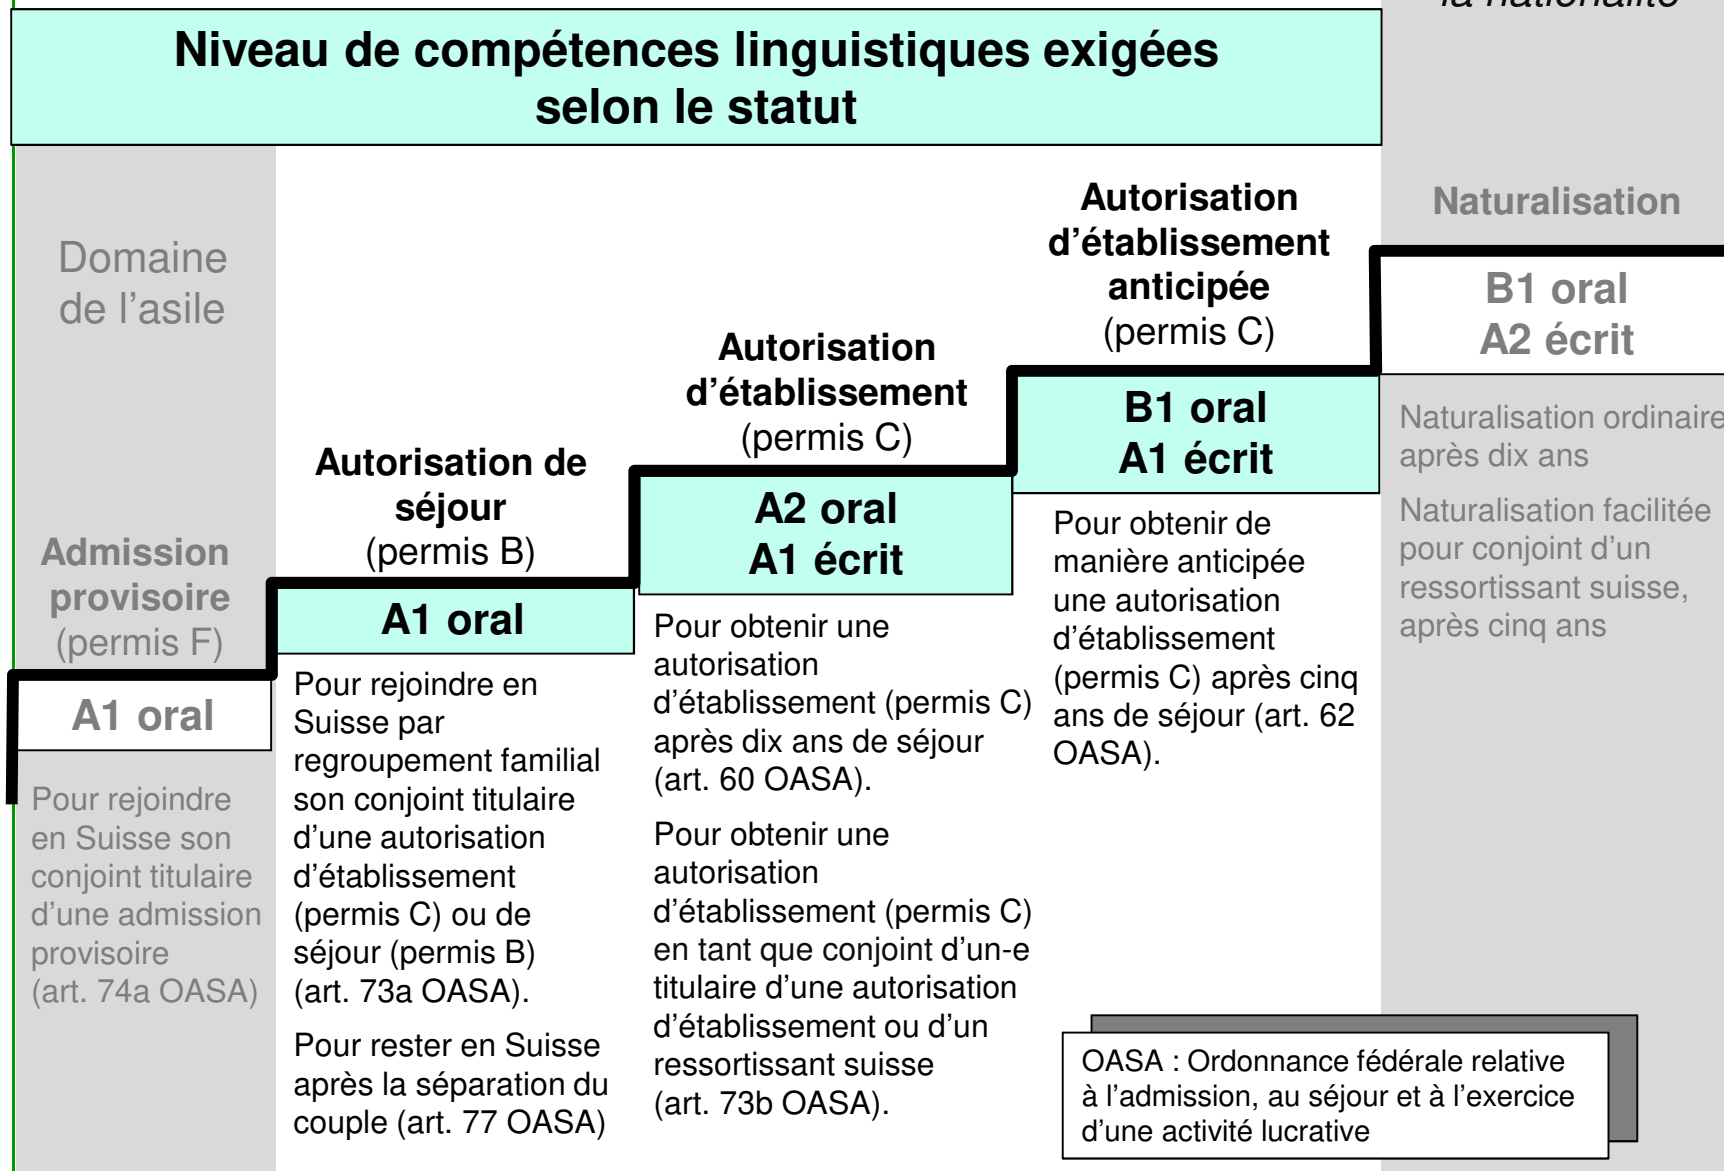 la nationalité
Niveau de compétences linguistiques exigées
selon le statut
Domaine
de l'asile
Admission
provisoire
(permis F)
A1 oral
Pour rejoindre
en Suisse son
conjoint titulaire
d'une admission
provisoire
(art. 74a OASA)
Autorisation de
séjour
(permis B)
A1 oral
Pour rejoindre en
Suisse par
regroupement familial
son conjoint titulaire
d'une autorisation
d'établissement
(permis C) ou de
séjour (permis B)
(art. 73a OASA).
Pour rester en Suisse
après la séparation du
couple (art. 77 OASA)
Autorisation
d'établissement
(permis C)
A2 oral
A1 écrit
Pour obtenir une
autorisation
d'établissement (permis C)
après dix ans de séjour
(art. 60 OASA).
Pour obtenir une
autorisation
d'établissement (permis C)
en tant que conjoint d'un-e
titulaire d'une autorisation
d'établissement ou d'un
ressortissant suisse
(art. 73b OASA).
Autorisation
d'établissement
anticipée
(permis C)
B1 oral
A1 écrit
Pour obtenir de
manière anticipée
une autorisation
d'établissement
(permis C) après cinq
ans de séjour (art. 62
OASA).
Naturalisation
B1 oral
A2 écrit
Naturalisation ordinaire
après dix ans
Naturalisation facilitée
pour conjoint d'un
ressortissant suisse,
après cinq ans
OASA : Ordonnance fédérale relative
à l'admission, au séjour et à l'exercice
d'une activité lucrative